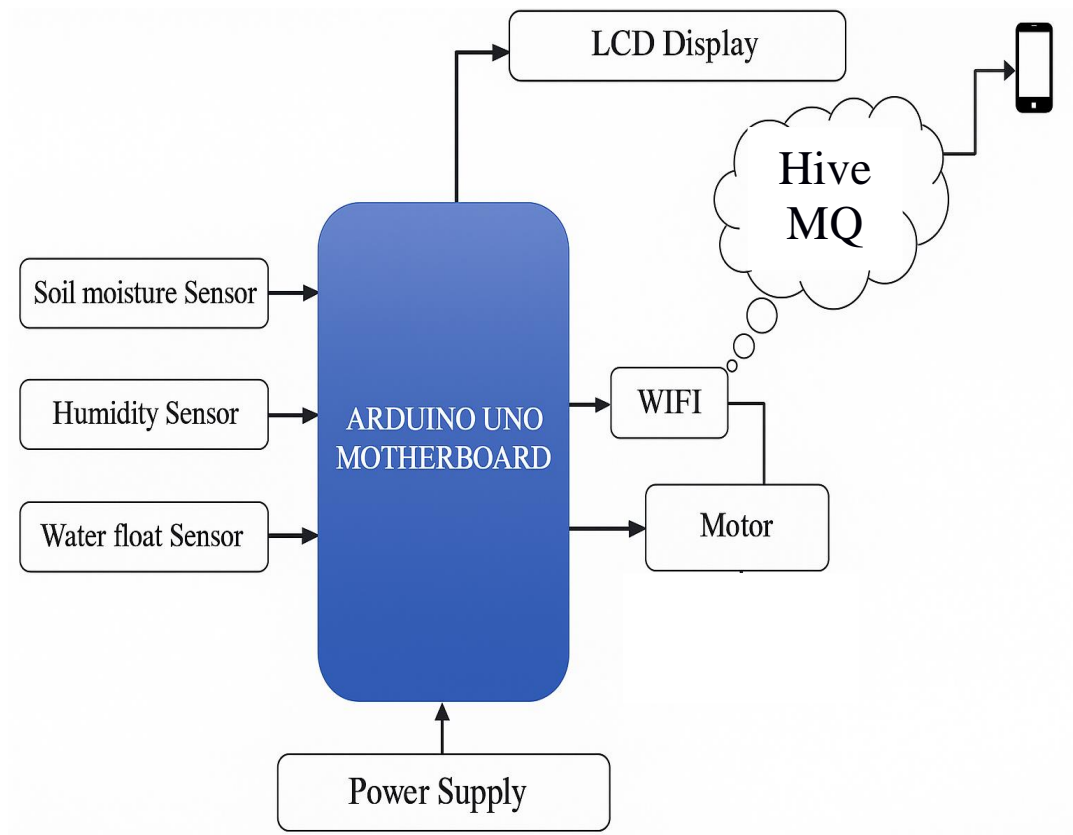 LCD Display
Hive
MQ
Soil moisture Sensor
Humidity Sensor
Water float Sensor
ARDUINO UNO
MOTHERBOARD
WIFI
Motor
Power Supply